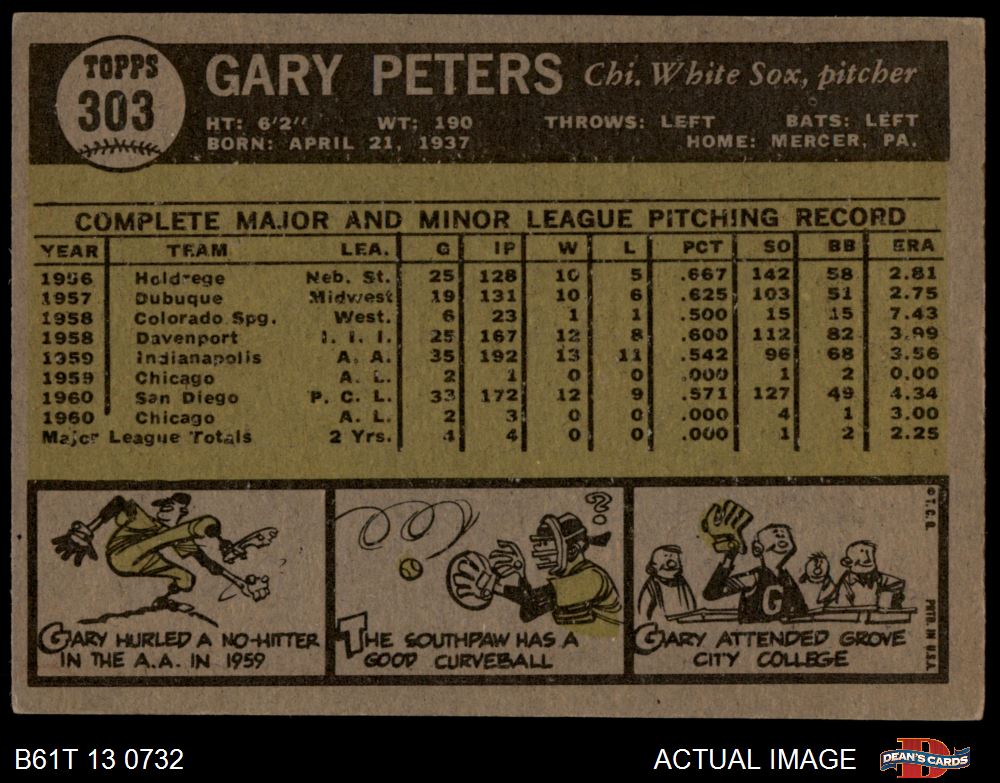 TOPPS
303
GARY PETERS Chi. White Sox, pitcher
HT: 6'2" WT: 190 THROWS: LEFT BATS: LEFT
BORN: APRIL 21, 1937 HOME: MERCER, PA.
COMPLETE MAJOR AND MINOR LEAGUE PITCHING RECORD
YEAR TEAM LEA. G IP W L PCT SO BB ERA
1956 Holdrege Neb. St. 25 128 10 5 .667 142 58 2.81
1957 Dubuque Midwest 19 131 10 6 .625 103 51 2.75
1958 Colorado Spg. West. 6 23 1 1 .500 15 15 7.43
1958 Davenport I. I. I. 25 167 12 8 .600 112 82 3.99
1959 Indianapolis A. A. 35 192 13 11 .542 96 68 3.56
1959 Chicago A. L. 2 1 0 0 .000 1 2 0.00
1960 San Diego P. C. L. 33 172 12 9 .571 127 49 4.34
1960 Chicago A. L. 2 3 0 0 .000 4 1 3.00
Major League Totals 2 Yrs. 4 4 0 0 .000 1 2 2.25
?
G
GARY HURLED A NO-HITTER
IN THE A.A. IN 1959
THE SOUTHPAW HAS A
GOOD CURVEBALL
GARY ATTENDED GROVE
CITY COLLEGE
© T.C.G.
PRTD. IN U.S.A.
B61T 13 0732
ACTUAL IMAGE
D
DEAN'S CARDS